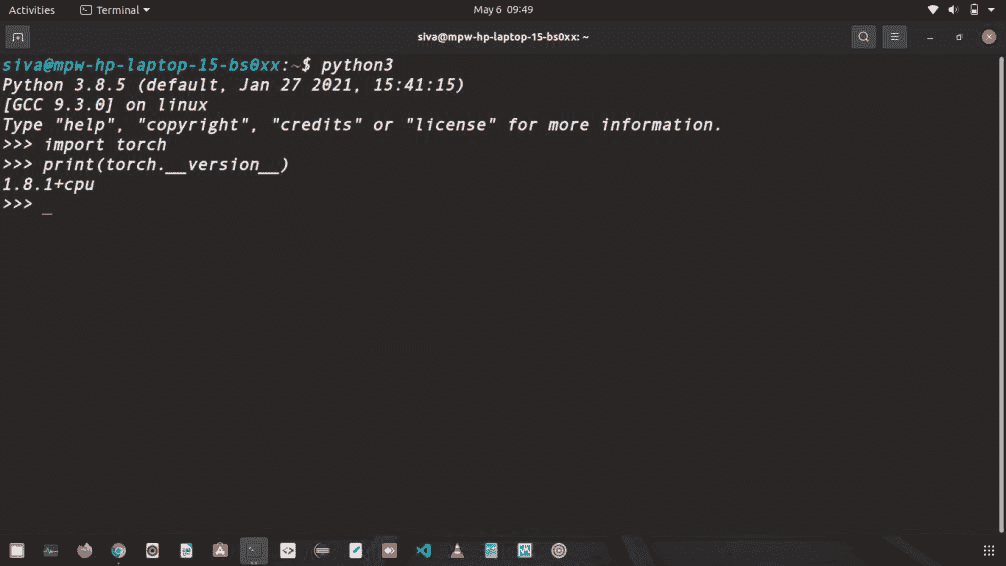 Activities
Terminal
May 6 09:49
siva@mpw-hp-laptop-15-bs0xx: ~
siva@mpw-hp-laptop-15-bs0xx:~$ python3
Python 3.8.5 (default, Jan 27 2021, 15:41:15)
[GCC 9.3.0] on linux
Type "help", "copyright", "credits" or "license" for more information.
>>> import torch
>>> print(torch.__version__)
1.8.1+cpu
>>> _